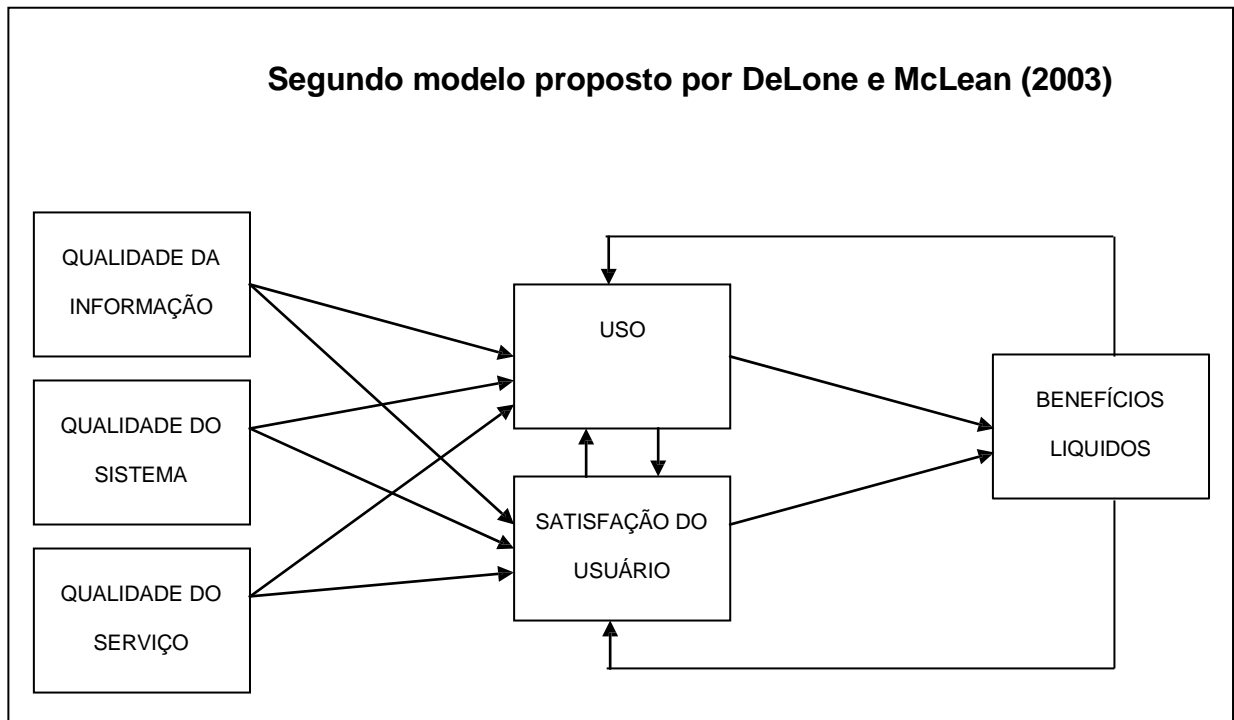 Segundo modelo proposto por DeLone e McLean (2003)
QUALIDADE DA
INFORMAÇÃO
QUALIDADE DO
SISTEMA
QUALIDADE DO
SERVIÇO
USO
SATISFAÇÃO DO
USUÁRIO
BENEFÍCIOS
LIQUIDOS